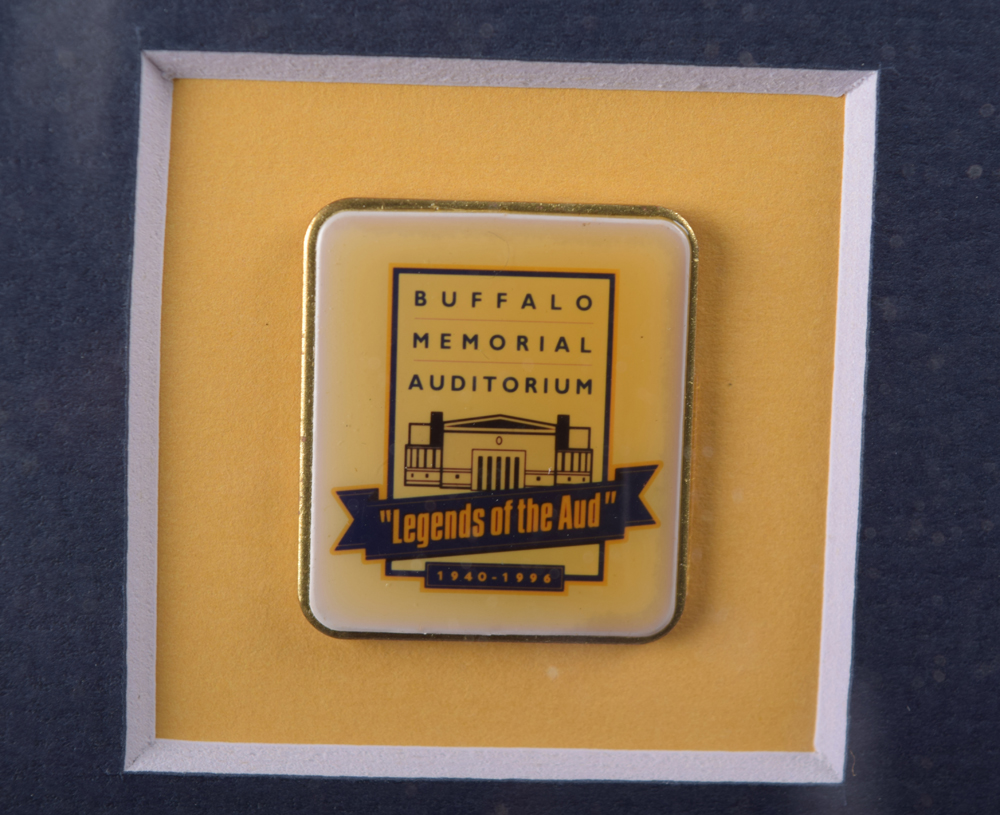 BUFFALO
MEMORIAL
AUDITORIUM
"Legends of the Aud"
1940-1996